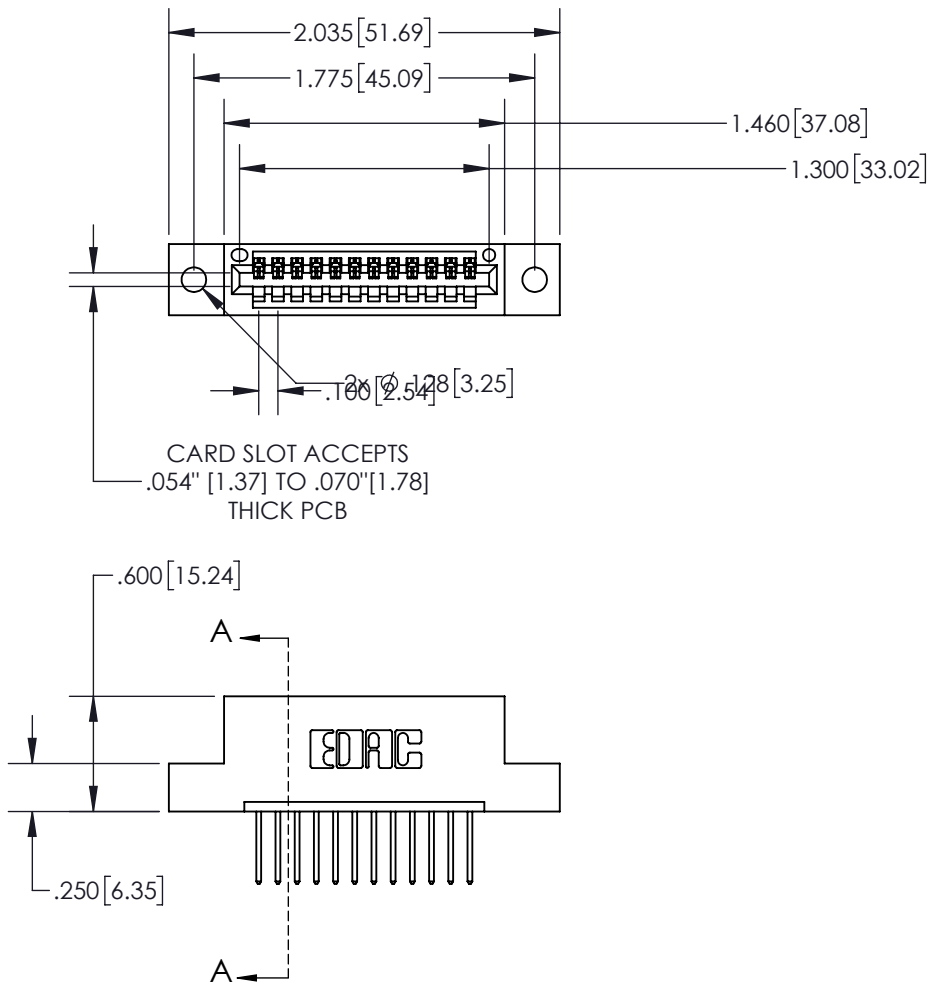 2.035[51.69]
1.775[45.09]
1.460[37.08]
1.300[33.02]
2x Ø .128[3.25]
.100[2.54]
CARD SLOT ACCEPTS
.054" [1.37] TO .070"[1.78]
THICK PCB
.600[15.24]
A
EDAC
.250[6.35]
A